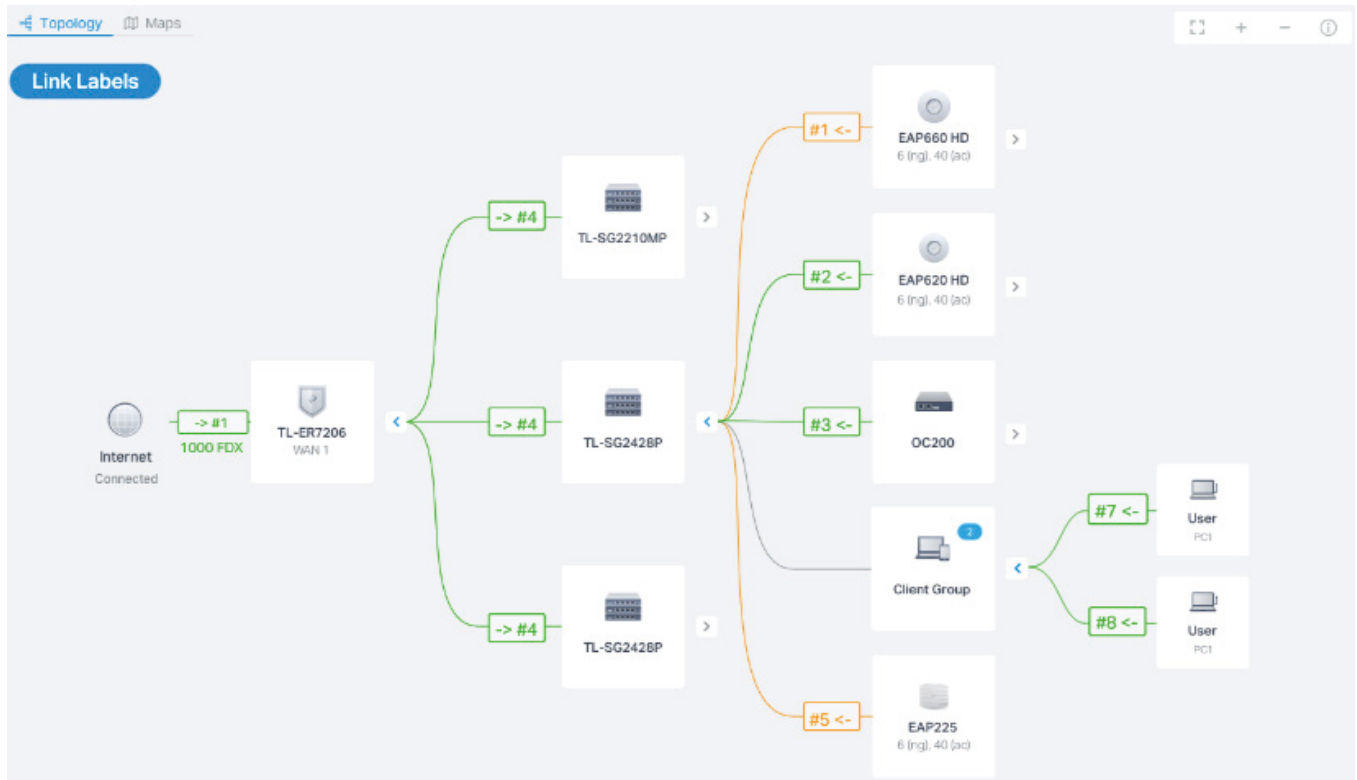 Topology Maps
Link Labels
Internet
Connected
-> #1
1000 FDX
TL-ER7206
WAN 1
-> #4
TL-SG2210MP
-> #4
TL-SG2428P
-> #4
TL-SG2428P
#1 <-
EAP660 HD
6 (ng), 40 (ac)
#2 <-
EAP620 HD
6 (ng), 40 (ac)
#3 <-
OC200
2
Client Group
#7 <-
User
PC1
#8 <-
User
PC1
#5 <-
EAP225
6 (ng), 40 (ac)